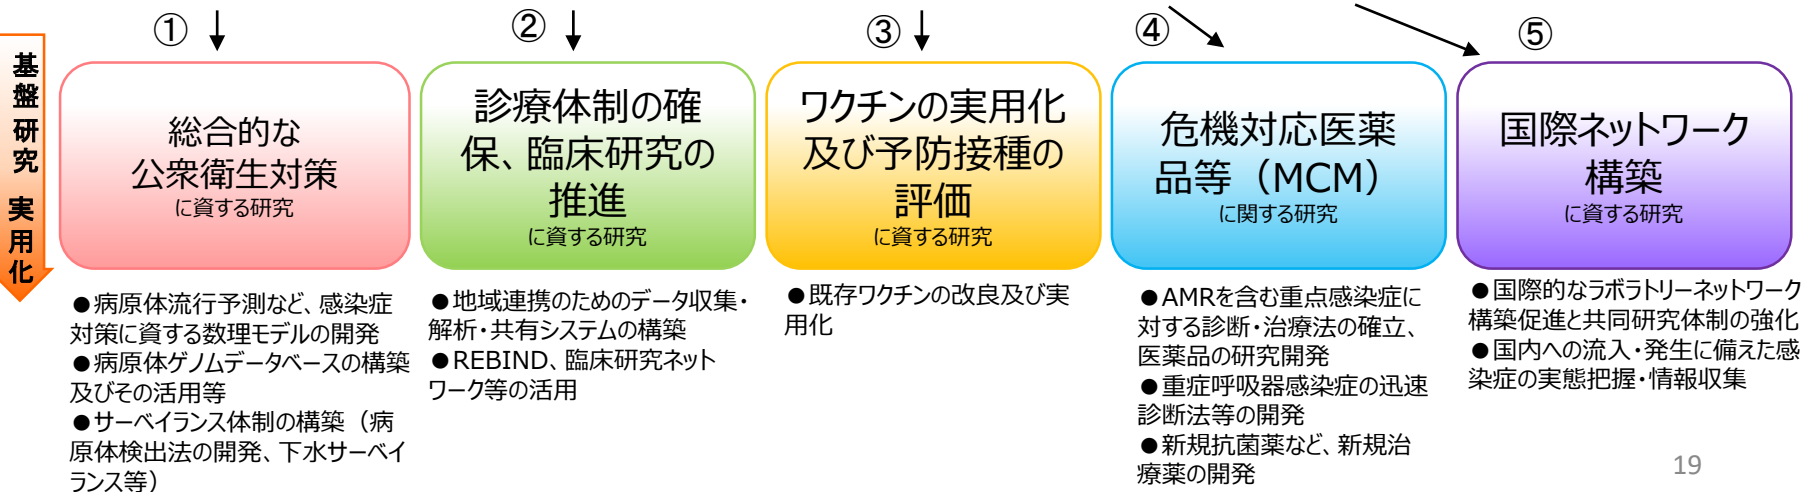 基盤研究 実用化
①
総合的な
公衆衛生対策
に資する研究
●病原体流行予測など、感染症
対策に資する数理モデルの開発
●病原体ゲノムデータベースの構築
及びその活用等
●サーベイランス体制の構築（病
原体検出法の開発、下水サーベイ
ランス等）
②
診療体制の確
保、臨床研究の
推進
に資する研究
●地域連携のためのデータ収集・
解析・共有システムの構築
●REBIND、臨床研究ネット
ワーク等の活用
③
ワクチンの実用化
及び予防接種の
評価
に資する研究
●既存ワクチンの改良及び実
用化
④
危機対応医薬
品等（MCM）
に関する研究
●AMRを含む重点感染症に
対する診断・治療法の確立、
医薬品の研究開発
●重症呼吸器感染症の迅速
診断法等の開発
●新規抗菌薬など、新規治
療薬の開発
⑤
国際ネットワーク
構築
に資する研究
●国際的なラボラトリーネットワーク
構築促進と共同研究体制の強化
●国内への流入・発生に備えた感
染症の実態把握・情報収集
19